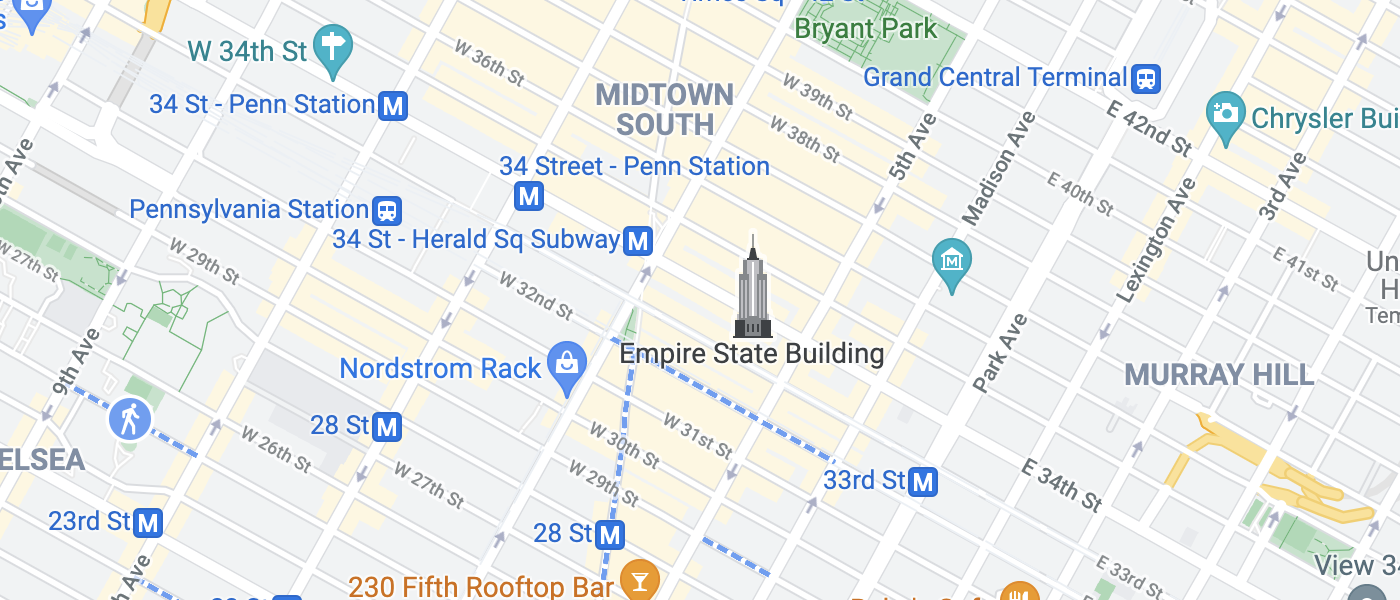 Bryant Park
W 34th St
W 36th St
Grand Central Terminal
MIDTOWN
SOUTH
W 39th St
34 St - Penn Station
M
E 42nd St
Chrysler Bui
W 38th St
5th Ave
Madison Ave
34 Street - Penn Station
M
3rd Ave
E 40th St
Lexington Ave
Pennsylvania Station
34 St - Herald Sq Subway
M
W 27th St
W 29th St
E 41st St
Un
H
Tem
W 32nd St
Empire State Building
Park Ave
9th Ave
Nordstrom Rack
MURRAY HILL
28 St
M
W 31st St
W 30th St
W 26th St
ELSEA
W 27th St
W 29th St
33rd St
M
E 34th St
23rd St
M
28 St
M
E 33rd St
View 34
230 Fifth Rooftop Bar
Ave